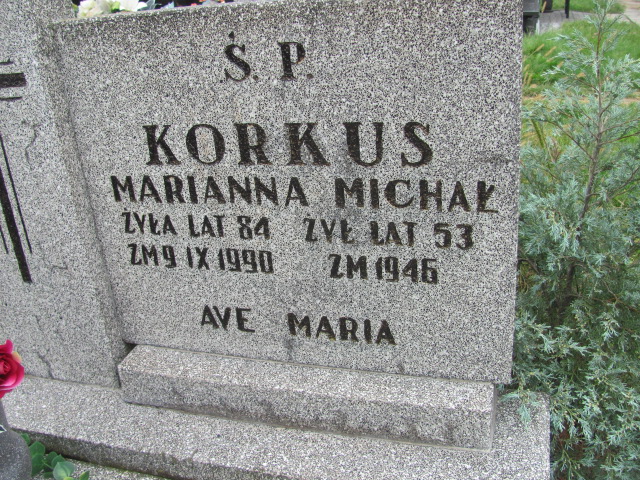 Ś. P.
KORKUS
MARIANNA MICHAŁ
ŻYŁA LAT 84 ŻYŁ LAT 53
ZM 9 IX 1990 ZM 1946
AVE MARIA